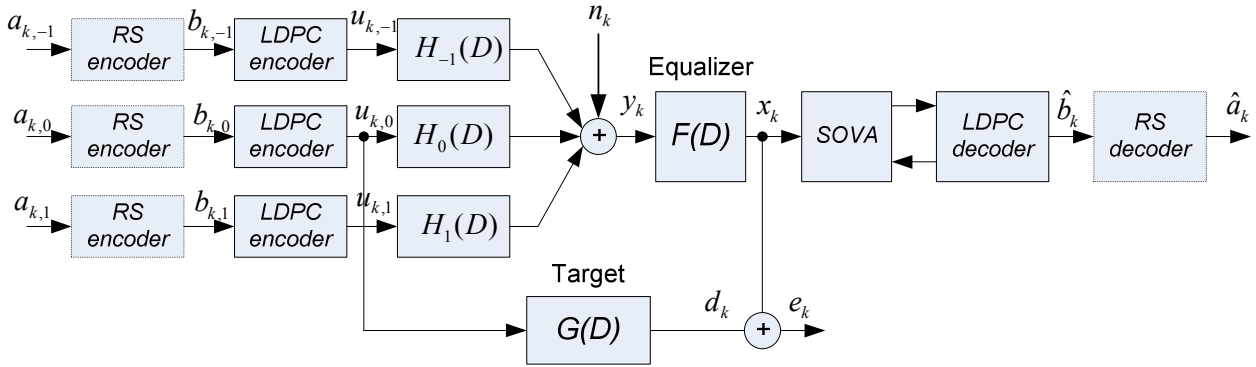 a_{k,-1} RS encoder b_{k,-1} LDPC encoder u_{k,-1} H_{-1}(D) n_k
a_{k,0} RS encoder b_{k,0} LDPC encoder u_{k,0} H_0(D) + y_k Equalizer F(D) x_k SOVA LDPC decoder b̂_k RS decoder â_k
a_{k,1} RS encoder b_{k,1} LDPC encoder u_{k,1} H_1(D)
Target
G(D) d_k + e_k